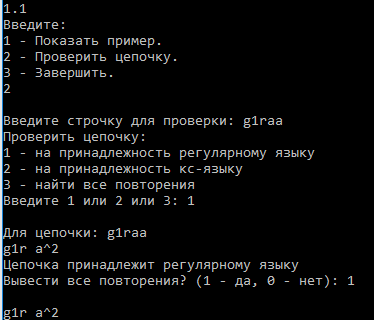 1.1
Введите:
1 - Показать пример.
2 - Проверить цепочку.
3 - Завершить.
2
Введите строчку для проверки: g1raa
Проверить цепочку:
1 - на принадлежность регулярному языку
2 - на принадлежность кс-языку
3 - найти все повторения
Введите 1 или 2 или 3: 1
Для цепочки: g1raa
g1r a^2
Цепочка принадлежит регулярному языку
Вывести все повторения? (1 - да, 0 - нет): 1
g1r a^2